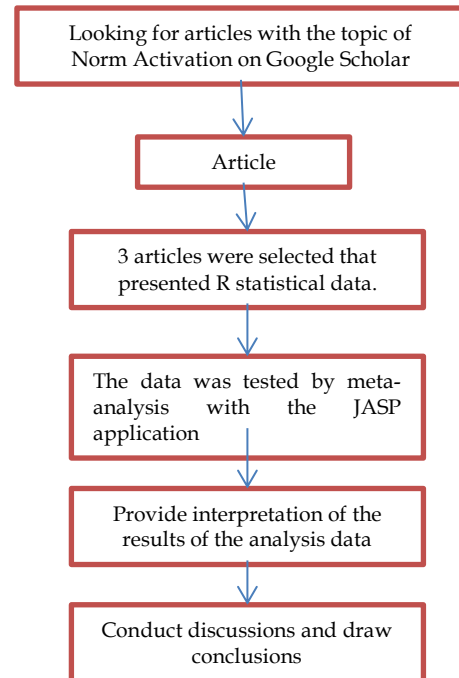 Looking for articles with the topic of
Norm Activation on Google Scholar
Article
3 articles were selected that
presented R statistical data.
The data was tested by meta-
analysis with the JASP
application
Provide interpretation of the
results of the analysis data
Conduct discussions and draw
conclusions